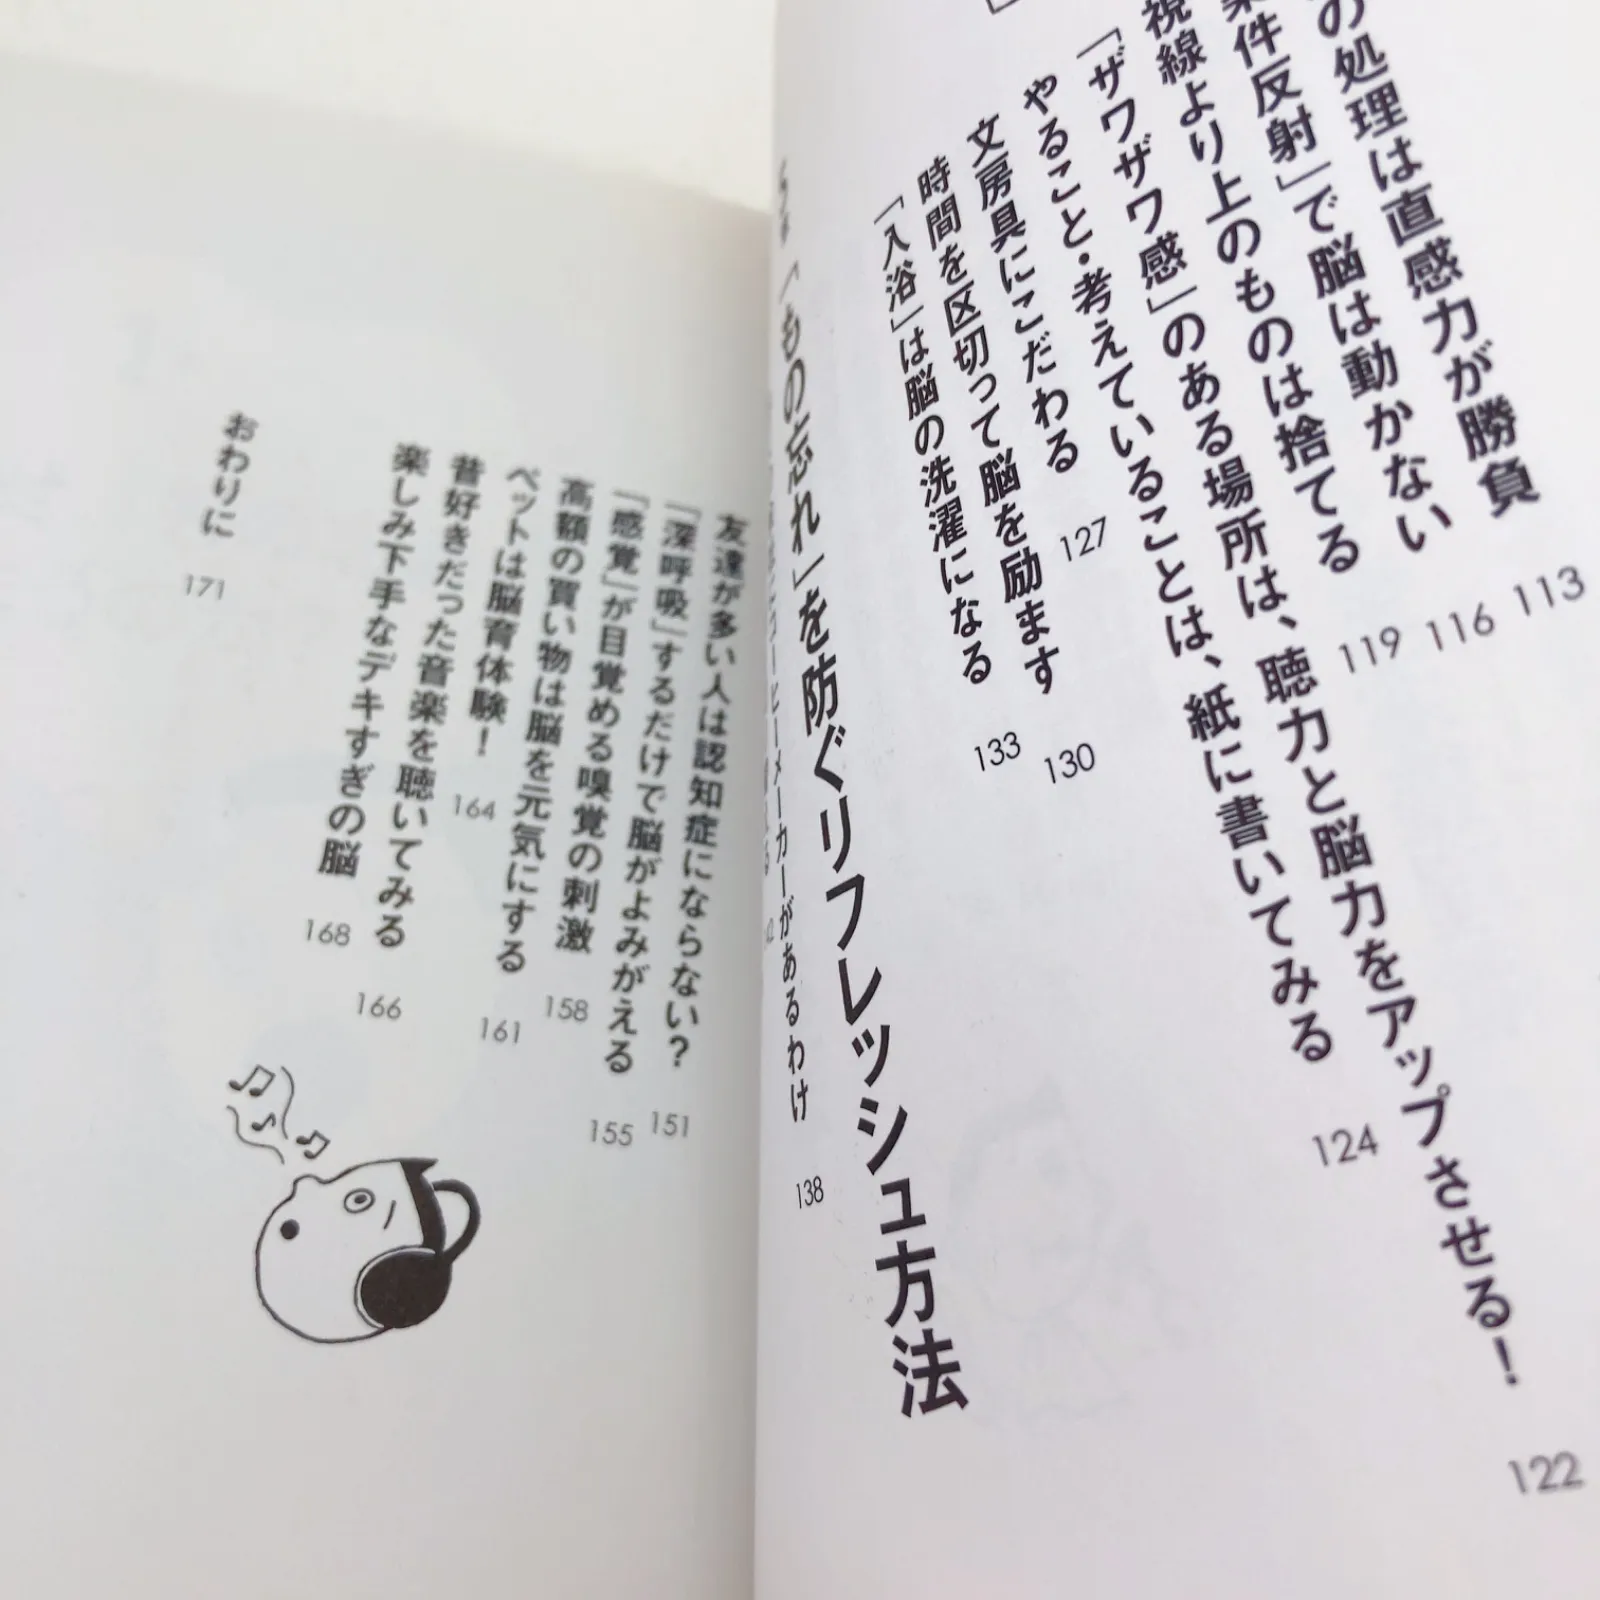 の処理は直感力が勝負
113
条件反射」で脳は動かない
116
視線より上のものは捨てる
119
「ザワザワ感」のある場所は、聴力と脳力をアップさせる！
122
やること・考えていることは、紙に書いてみる
124
文房具にこだわる
127
時間を区切って脳を励ます
130
「入浴」は脳の洗濯になる
133
「もの忘れ」を防ぐリフレッシュ方法
コーヒーメーカーがあるわけ
138
友達が多い人は認知症にならない？
151
「深呼吸」するだけで脳がよみがえる
155
「感覚」が目覚める嗅覚の刺激
158
高額の買い物は脳を元気にする
161
ペットは脳育体験！
164
昔好きだった音楽を聴いてみる
166
楽しみ下手なデキすぎの脳
168
おわりに
171